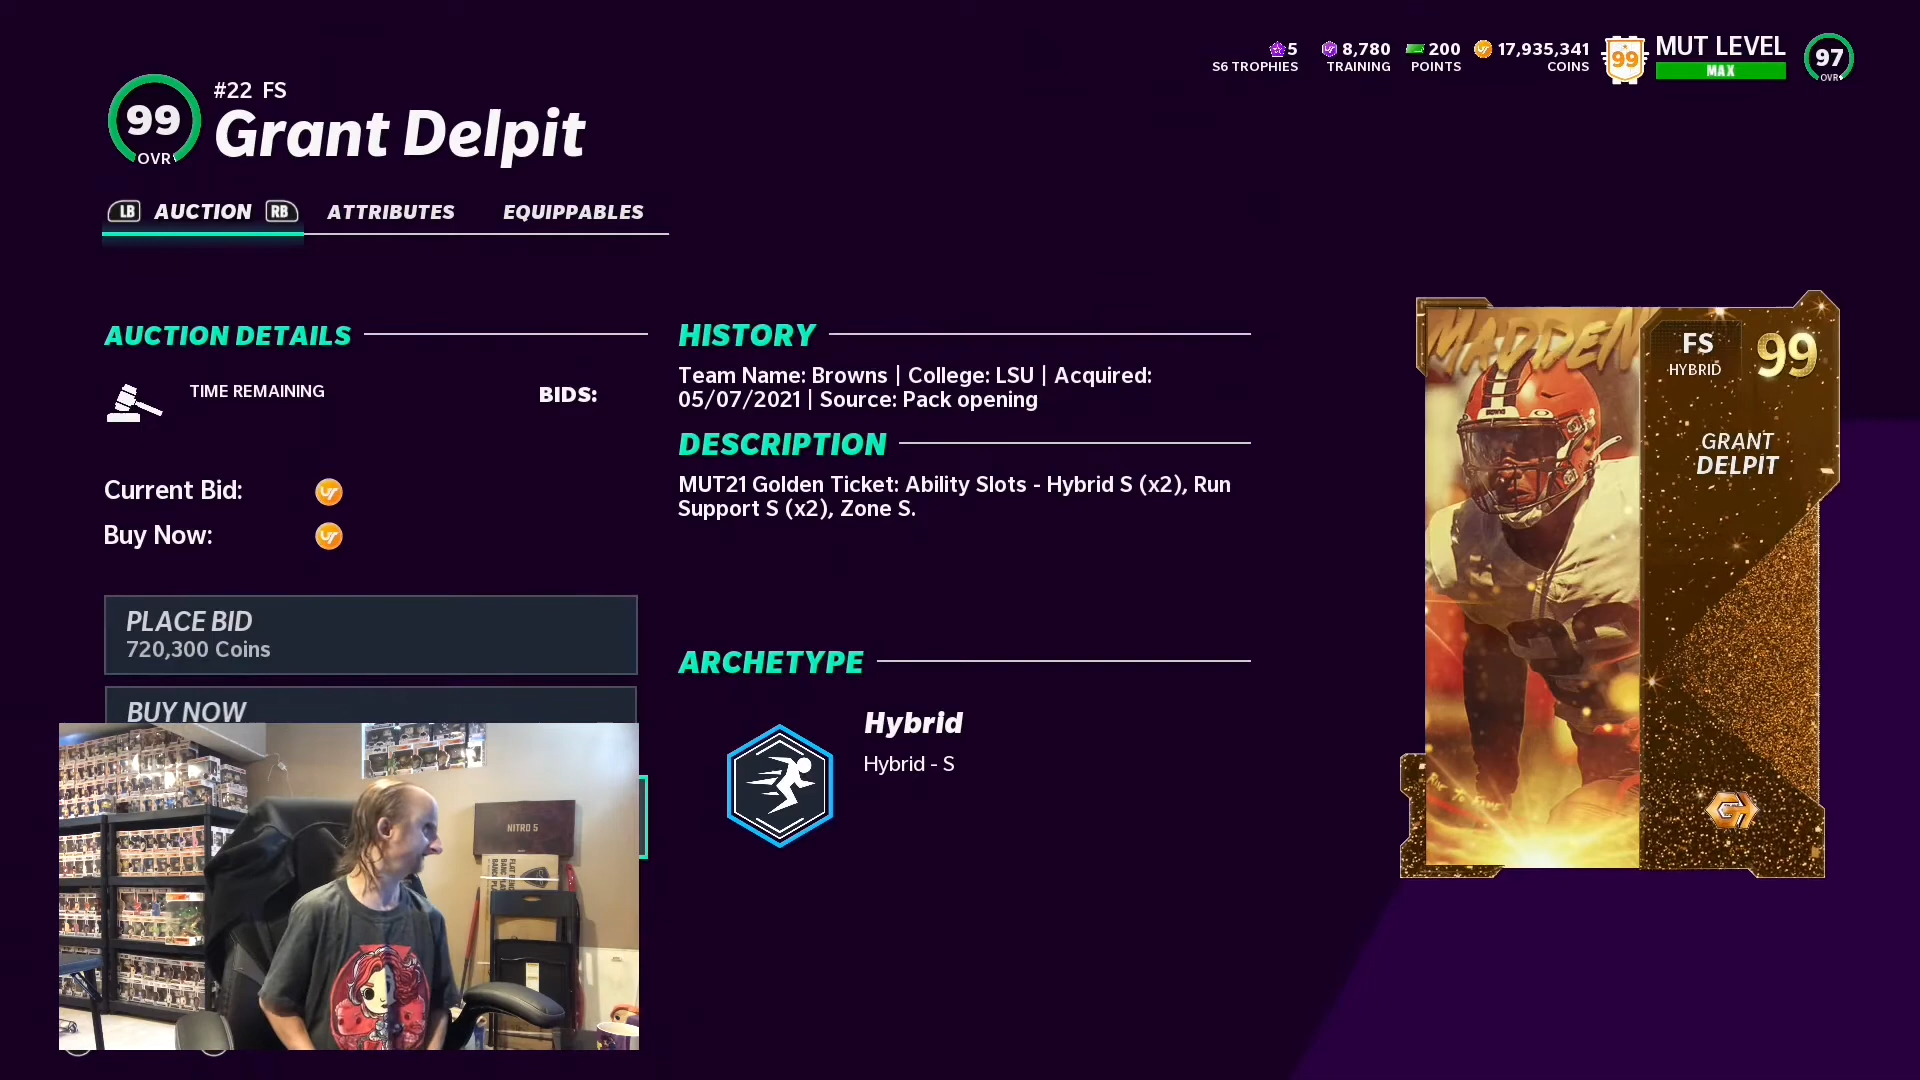 5
S6 TROPHIES
8,780
TRAINING
200
POINTS
17,935,341
COINS
99
MUT LEVEL
MAX
97
OVR
99
OVR
#22 FS
Grant Delpit
LB AUCTION RB ATTRIBUTES EQUIPPABLES
AUCTION DETAILS
TIME REMAINING
BIDS:
Current Bid:
Buy Now:
PLACE BID
720,300 Coins
BUY NOW
HISTORY
Team Name: Browns | College: LSU | Acquired:
05/07/2021 | Source: Pack opening
DESCRIPTION
MUT21 Golden Ticket: Ability Slots - Hybrid S (x2), Run
Support S (x2), Zone S.
ARCHETYPE
Hybrid
Hybrid - S
MADDEN
FS
HYBRID
99
GRANT
DELPIT
NITRO 5